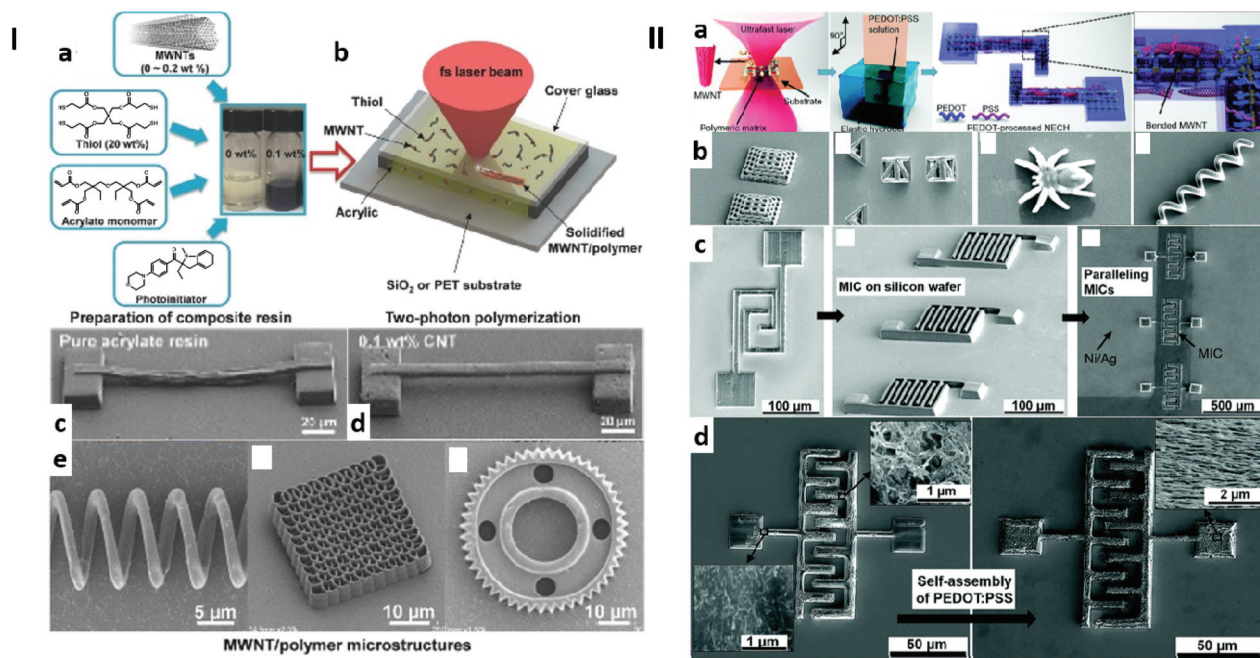 I
a
MWNTs
(0 ~ 0.2 wt %)
HS
SH
HS
SH
Thiol (20 wt%)
Acrylate monomer
Photoinitiator
0 wt%
0.1 wt%
b
fs laser beam
Thiol
MWNT
Acrylic
Cover glass
Solidified
MWNT/polymer
SiO₂ or PET substrate
Preparation of composite resin
Two-photon polymerization
Pure acrylate resin
20 μm
c
0.1 wt% CNT
20 μm
d
e
5 μm
10 μm
10 μm
MWNT/polymer microstructures
II
a
Ultrafast laser
MWNT
Polymeric matrix
Substrate
90°
PEDOT:PSS
solution
Elastic hydrogel
PEDOT
PSS
PEDOT-processed NECH
Bended MWNT
b
c
100 μm
MIC on silicon wafer
100 μm
Paralleling
MICs
Ni/Ag
MIC
500 μm
d
1 μm
1 μm
50 μm
Self-assembly
of PEDOT:PSS
2 μm
50 μm